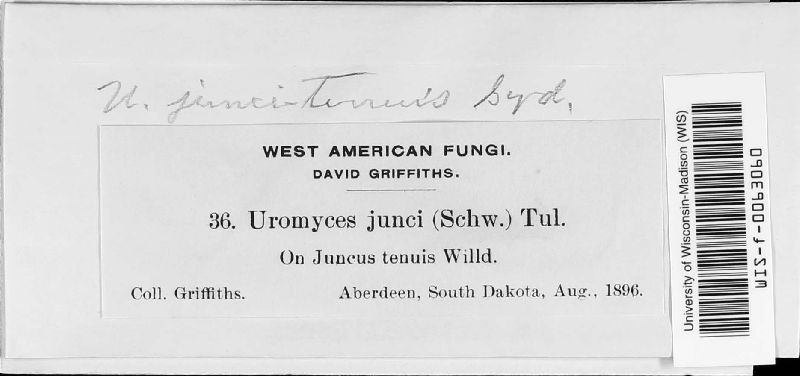 U. junci-tenuis Syd.
WEST AMERICAN FUNGI.
DAVID GRIFFITHS.
36. Uromyces junci (Schw.) Tul.
On Juncus tenuis Willd.
Coll. Griffiths. Aberdeen, South Dakota, Aug., 1896.
University of Wisconsin-Madison (WIS)
WIS-f-0063060